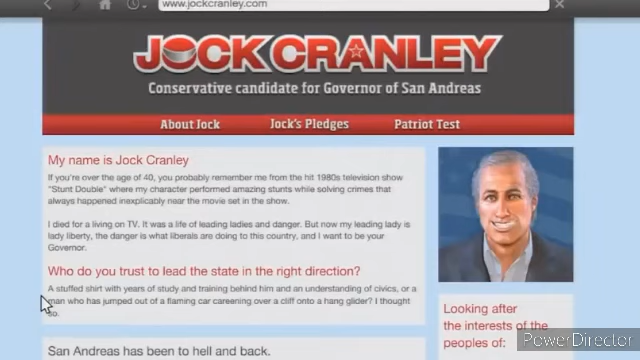 www.jockcranley.com
JOCK CRANLEY
Conservative candidate for Governor of San Andreas
About Jock
Jock's Pledges
Patriot Test
My name is Jock Cranley
If you're over the age of 40, you probably remember me from the hit 1980s television show
"Stunt Double" where my character performed amazing stunts while solving crimes that
always happened inexplicably near the movie set in the show.
I died for a living on TV. It was a life of leading ladies and danger. But now my leading lady is
lady liberty, the danger is what liberals are doing to this country, and I want to be your
Governor.
Who do you trust to lead the state in the right direction?
A stuffed shirt with years of study and training behind him and an understanding of civics, or a
man who has jumped out of a flaming car careening over a cliff onto a hang glider? I thought
so.
San Andreas has been to hell and back.
Looking after
the interests of the
peoples of:
PowerDirector